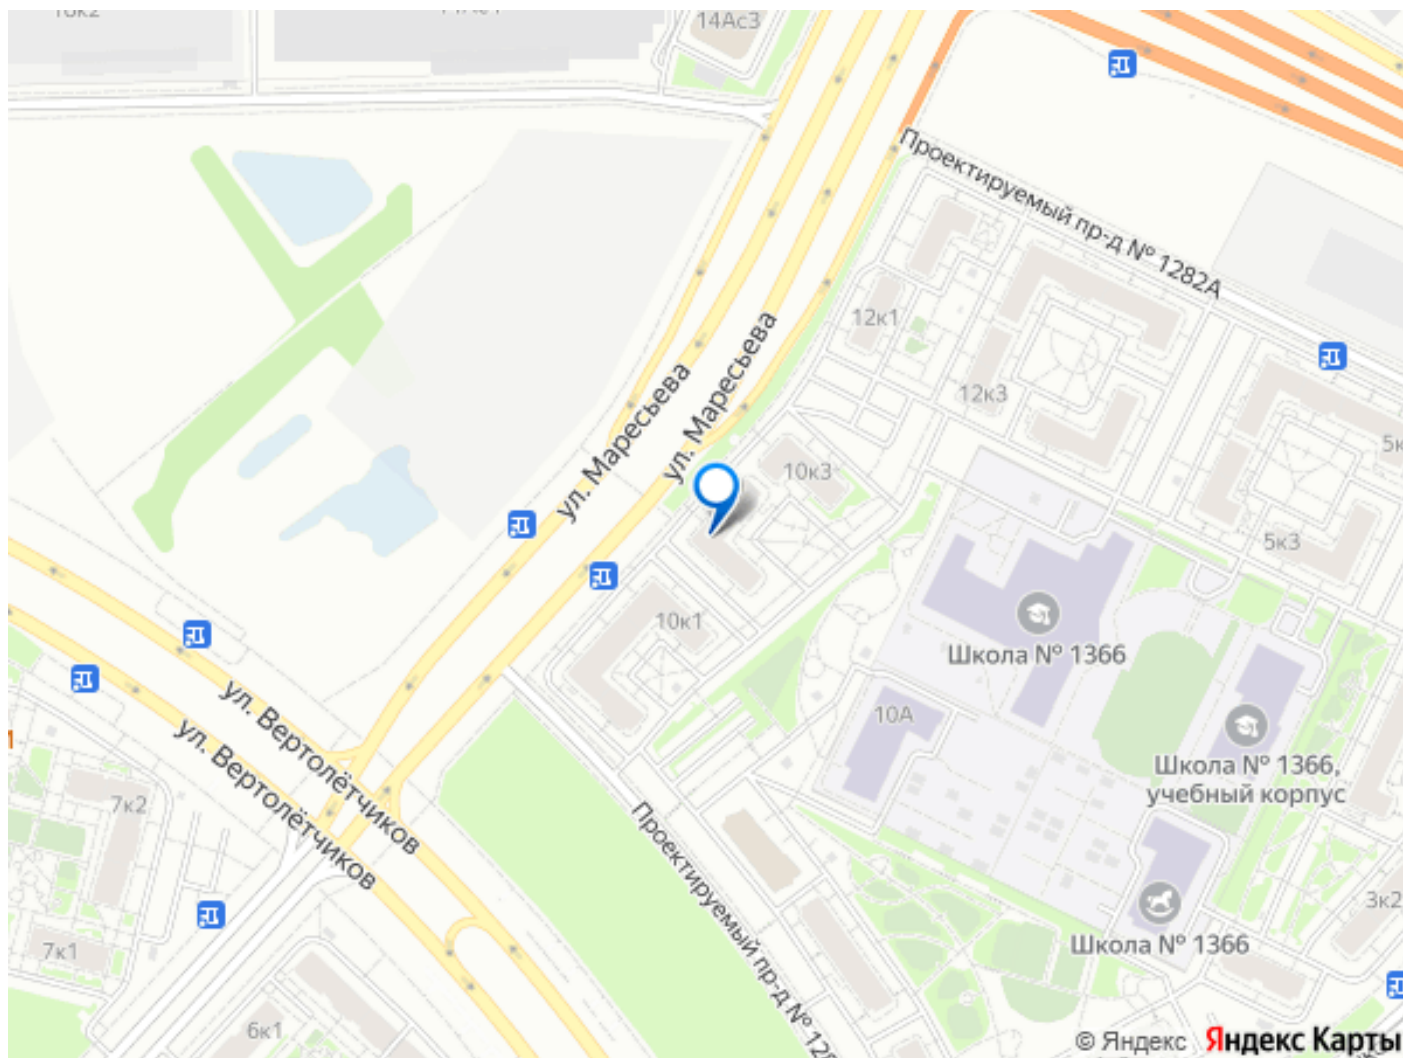 16к2
14Ас3
Проектируемый пр-д № 1282А
12к1
12к3
ул. Маресьева
ул. Маресьева
10к3
5к3
10к1
Школа № 1366
10А
ул. Вертолётчиков
ул. Вертолётчиков
Школа № 1366,
учебный корпус
7к2
Проектируемый пр-д № 128
3к2
7к1
Школа № 1366
6к1
© Яндекс Яндекс Карты